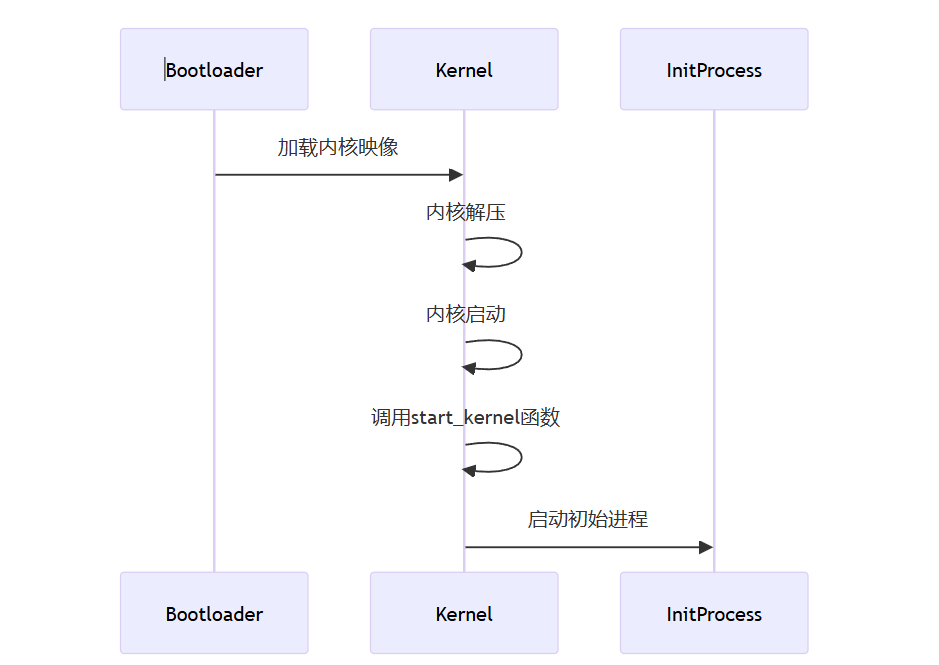 Bootloader
Kernel
InitProcess
加载内核映像
内核解压
内核启动
调用start_kernel函数
启动初始进程
Bootloader
Kernel
InitProcess